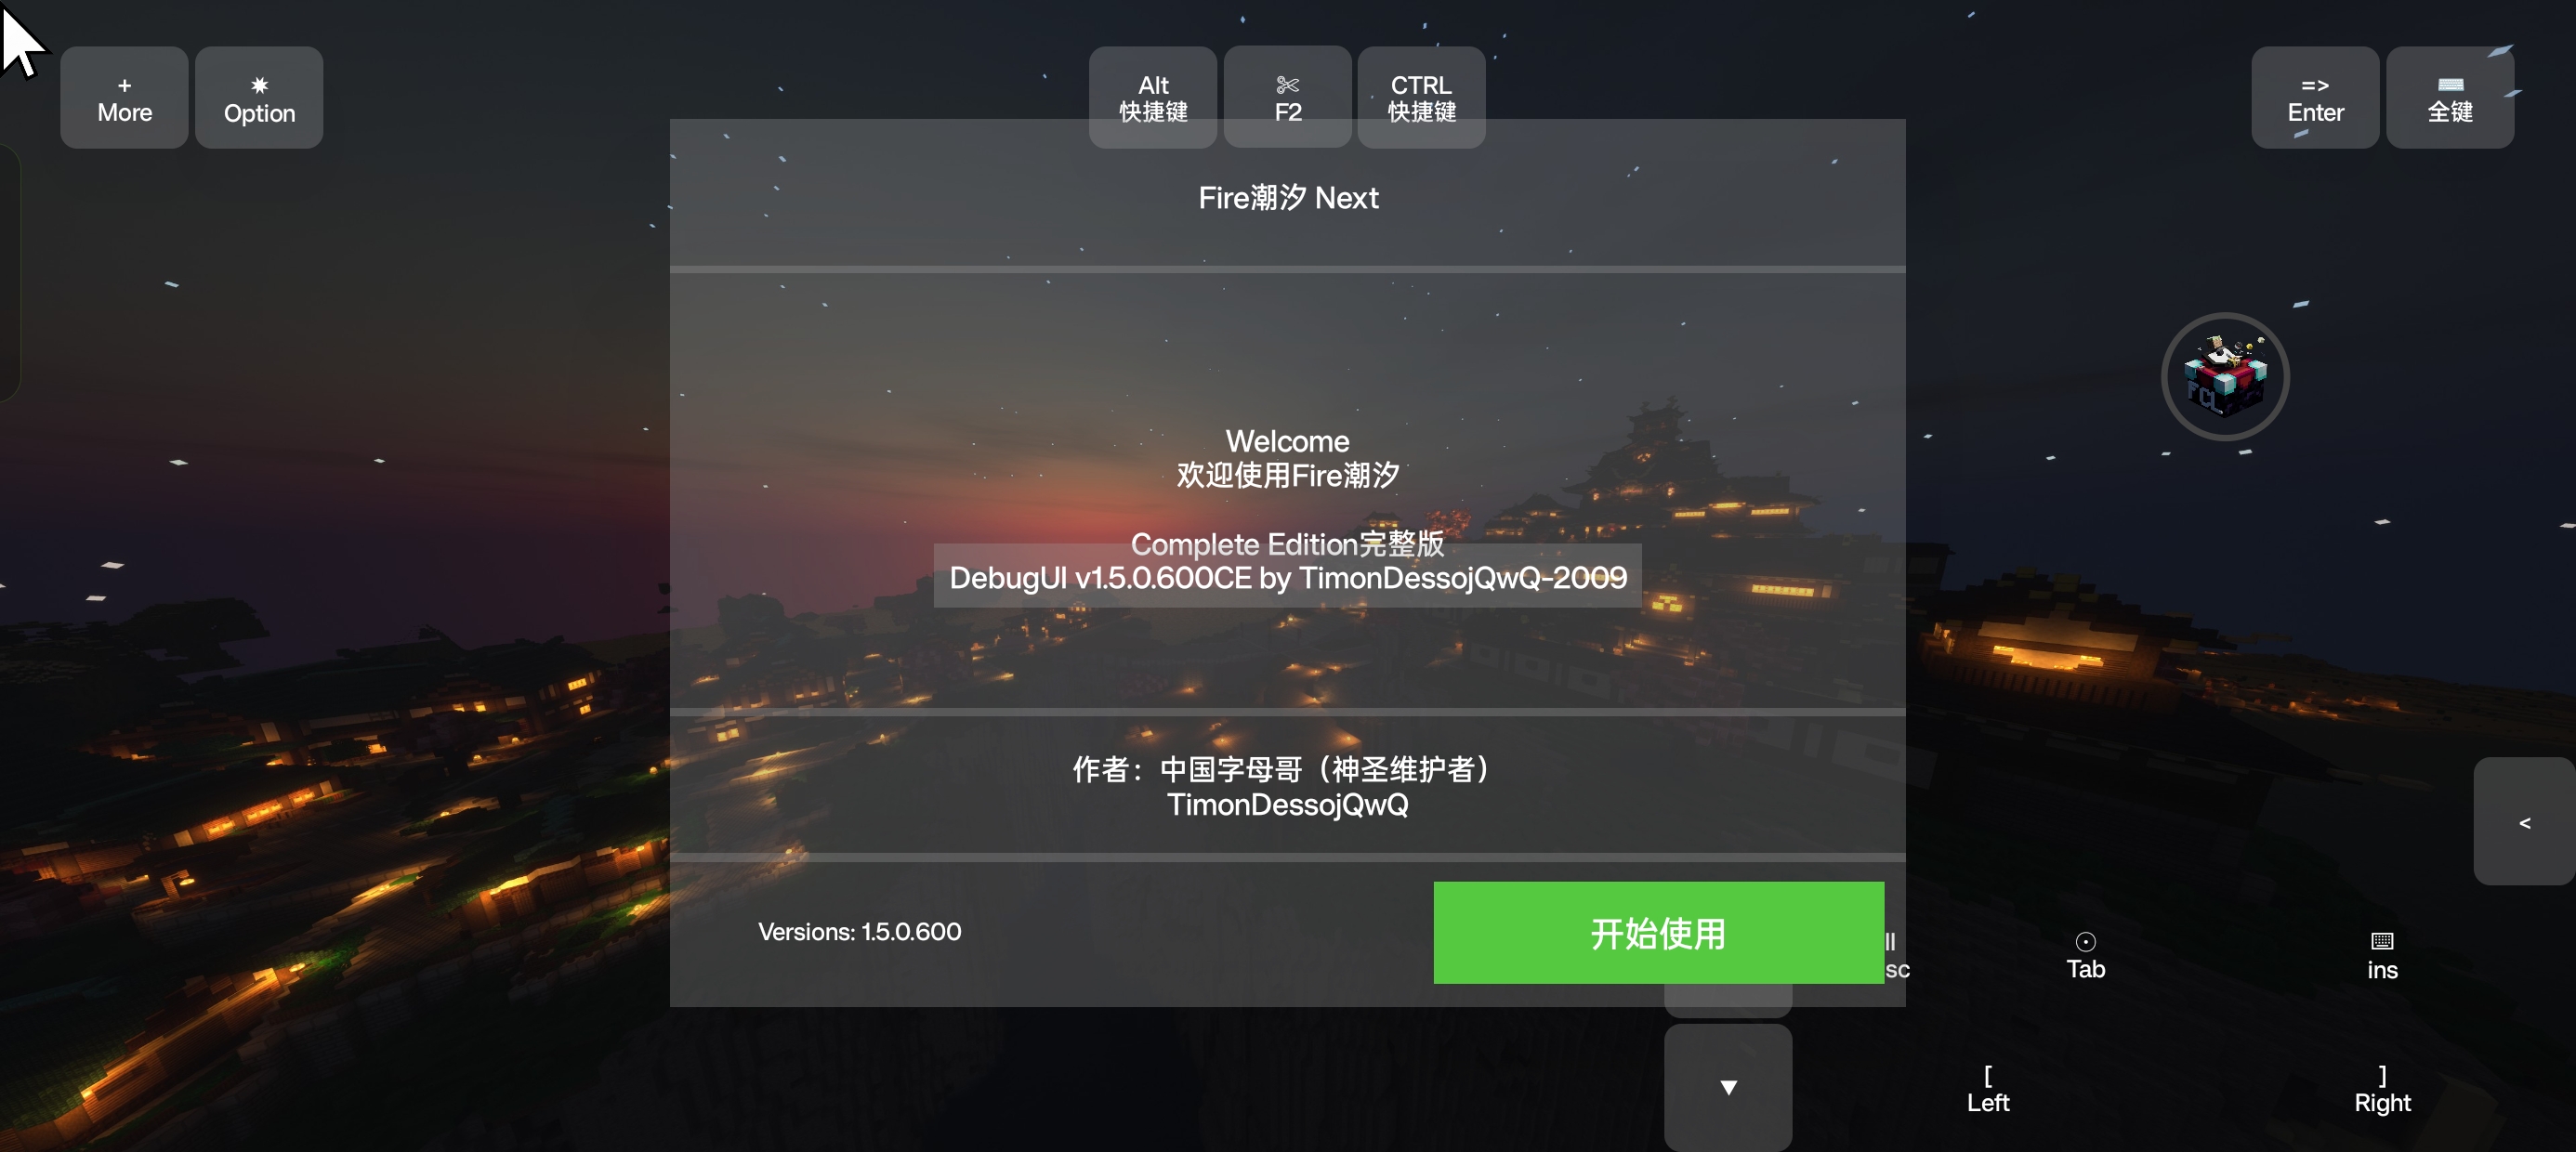 +
More
Option
Alt
快捷键
F2
CTRL
快捷键
=>
Enter
全键
Fire潮汐 Next
FCL
Welcome
欢迎使用Fire潮汐
Complete Edition完整版
DebugUI v1.5.0.600CE by TimonDessojQwQ-2009
作者：中国字母哥（神圣维护者）
TimonDessojQwQ
<
Versions: 1.5.0.600
开始使用
sc
Tab
ins
▼
[
Left
]
Right